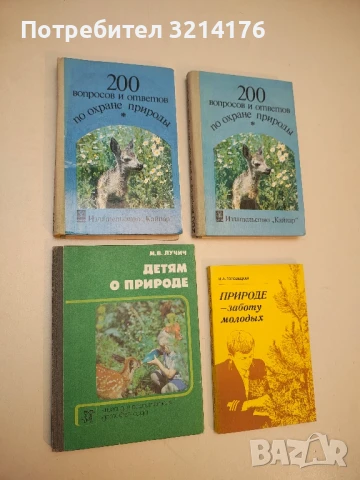 Потребител 3214176
200
вопросов и ответов
по охране природы
*
Издательство „Кайнар"
200
вопросов и ответов
по охране природы
*
Издательство „Кайнар"
М.В. ЛУЧИЧ
ДЕТЯМ
О ПРИРОДЕ
ПРИРОДЕ
–заботу
молодых
bazar.bg